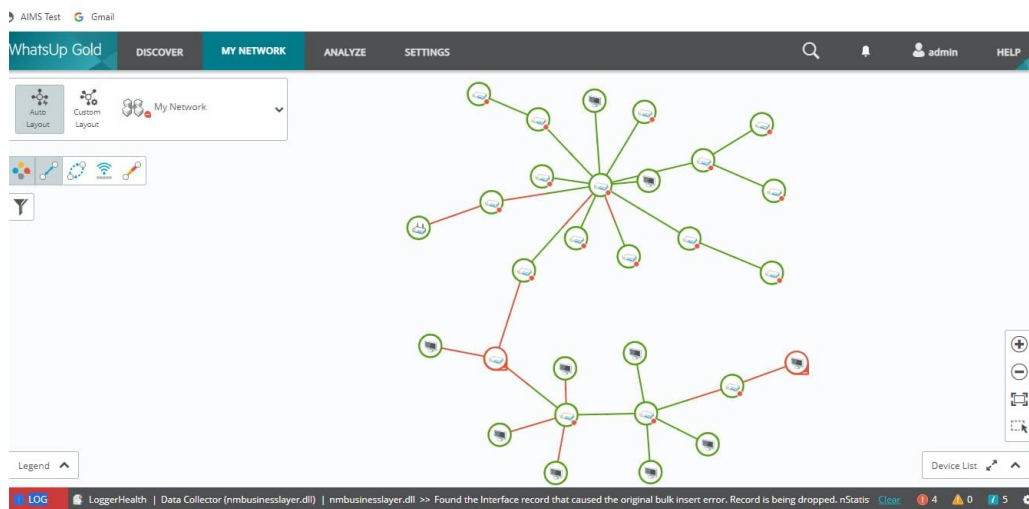 AIMS Test Gmail
WhatsUp Gold DISCOVER MY NETWORK ANALYZE SETTINGS admin HELP
Auto Layout
Custom Layout
My Network
Legend
Device List
LOG LoggerHealth | Data Collector (nmbusinesslayer.dll) | nmbusinesslayer.dll >> Found the Interface record that caused the original bulk insert error. Record is being dropped. nStatis Clear 4 0 5